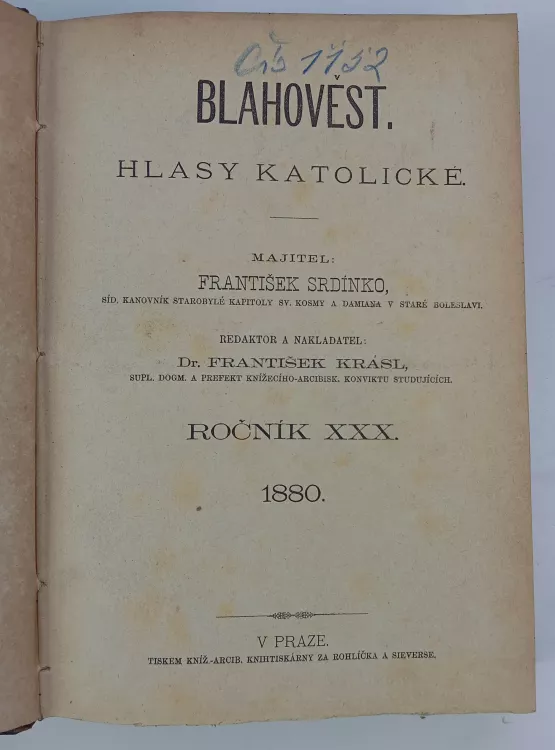 Čís 1132
BLAHOVĚST.
HLASY KATOLICKÉ.
MAJITEL:
FRANTIŠEK SRDÍNKO,
SÍD. KANOVNÍK STAROBYLÉ KAPITOLY SV. KOSMY A DAMIANA V STARÉ BOLESLAVI.
REDAKTOR A NAKLADATEL:
Dr. FRANTIŠEK KRÁSL,
SUPL. DOGM. A PREFEKT KNÍŽECÍHO-ARCIBISK. KONVIKTU STUDUJÍCÍCH.
ROČNÍK XXX.
1880.
V PRAZE.
TISKEM KNÍŽ.-ARCIB. KNIHTISKÁRNY ZA ROHLÍČKA A SIEVERSE.